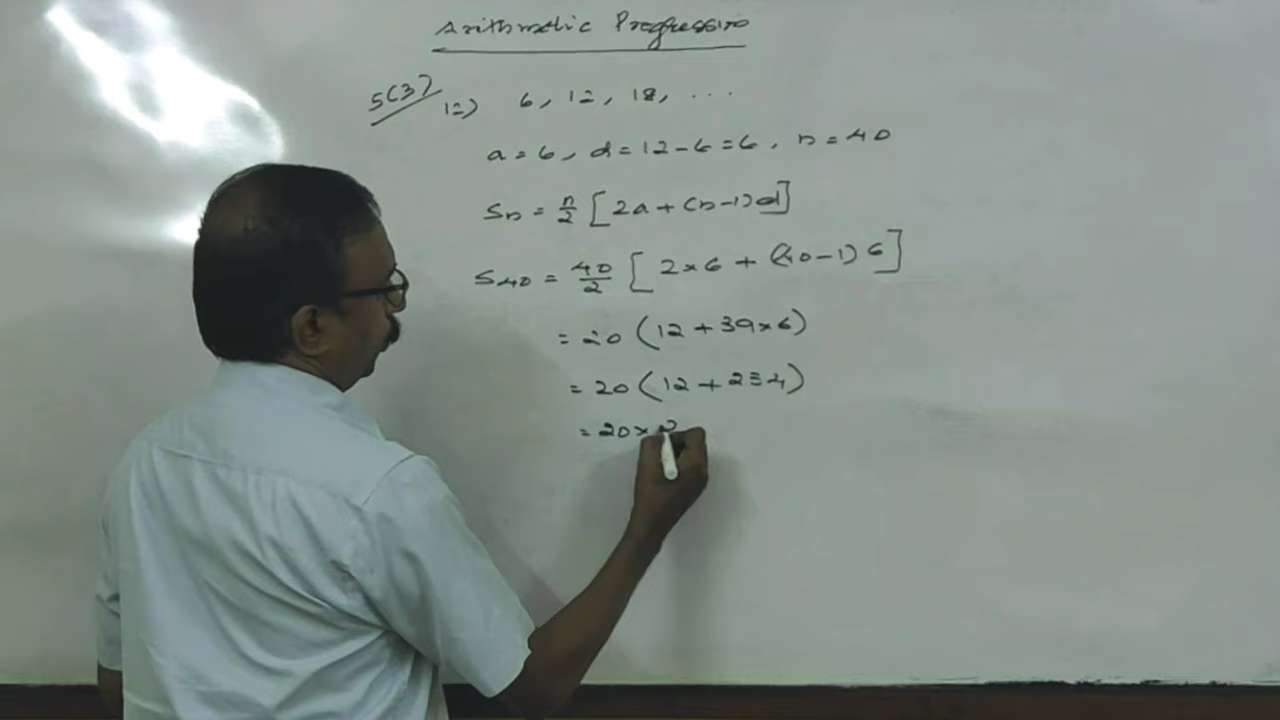 Arithmetic Progression
5(3) 12) 6, 12, 18, ...
a = 6, d = 12 - 6 = 6, n = 40
Sn = n/2 [2a + (n-1)d]
S40 = 40/2 [2×6 + (40-1) 6]
= 20 (12 + 39×6)
= 20 (12 + 234)
= 20× 2